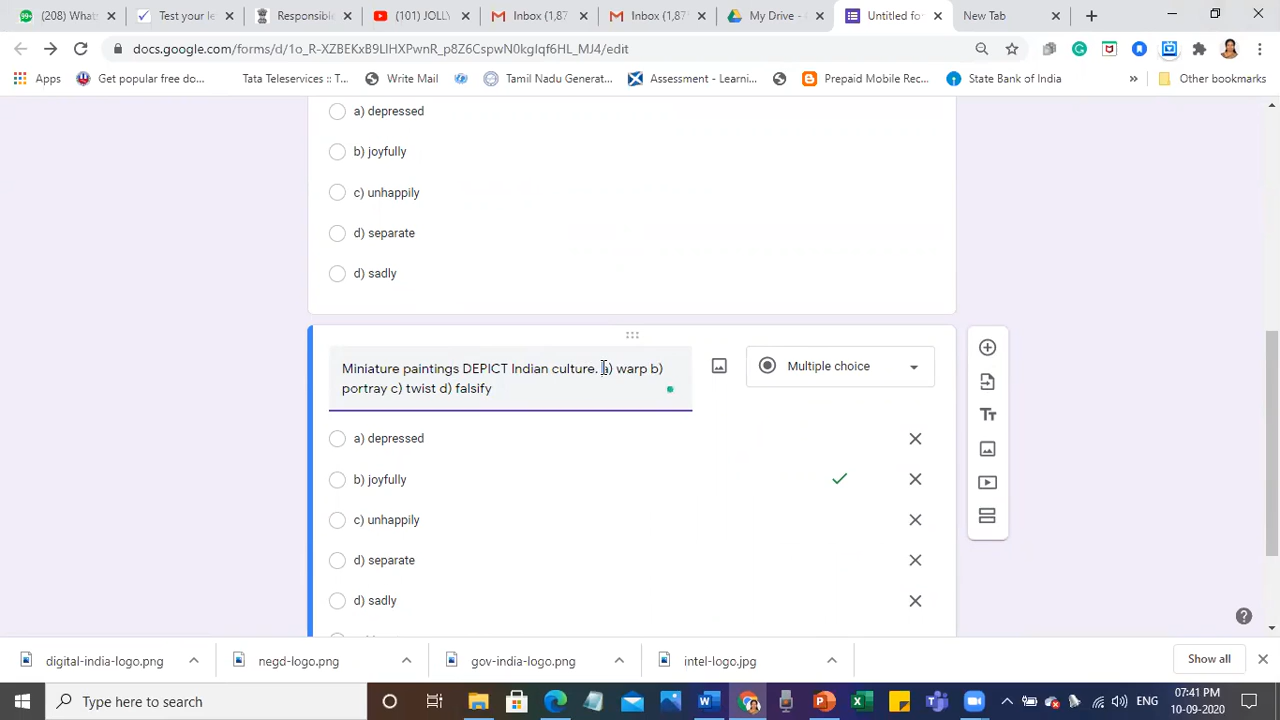 (208) Whats
Test your le
Responsible
(101) JOLLY
Inbox (1,87
Inbox (1,87
My Drive - G
Untitled fo
New Tab
docs.google.com/forms/d/1o_R-XZBEKxB9LlHXPwnR_p8Z6CspwN0kgIqf6HL_MJ4/edit
Apps
Get popular free do...
Tata Teleservices :: T...
Write Mail
Tamil Nadu Generat...
Assessment - Learni...
Prepaid Mobile Rec...
State Bank of India
»
Other bookmarks
a) depressed
b) joyfully
c) unhappily
d) separate
d) sadly
Miniature paintings DEPICT Indian culture. a) warp b)
portray c) twist d) falsify
Multiple choice
a) depressed
b) joyfully
c) unhappily
d) separate
d) sadly
digital-india-logo.png
negd-logo.png
gov-india-logo.png
intel-logo.jpg
Show all
Type here to search
ENG
07:41 PM
10-09-2020